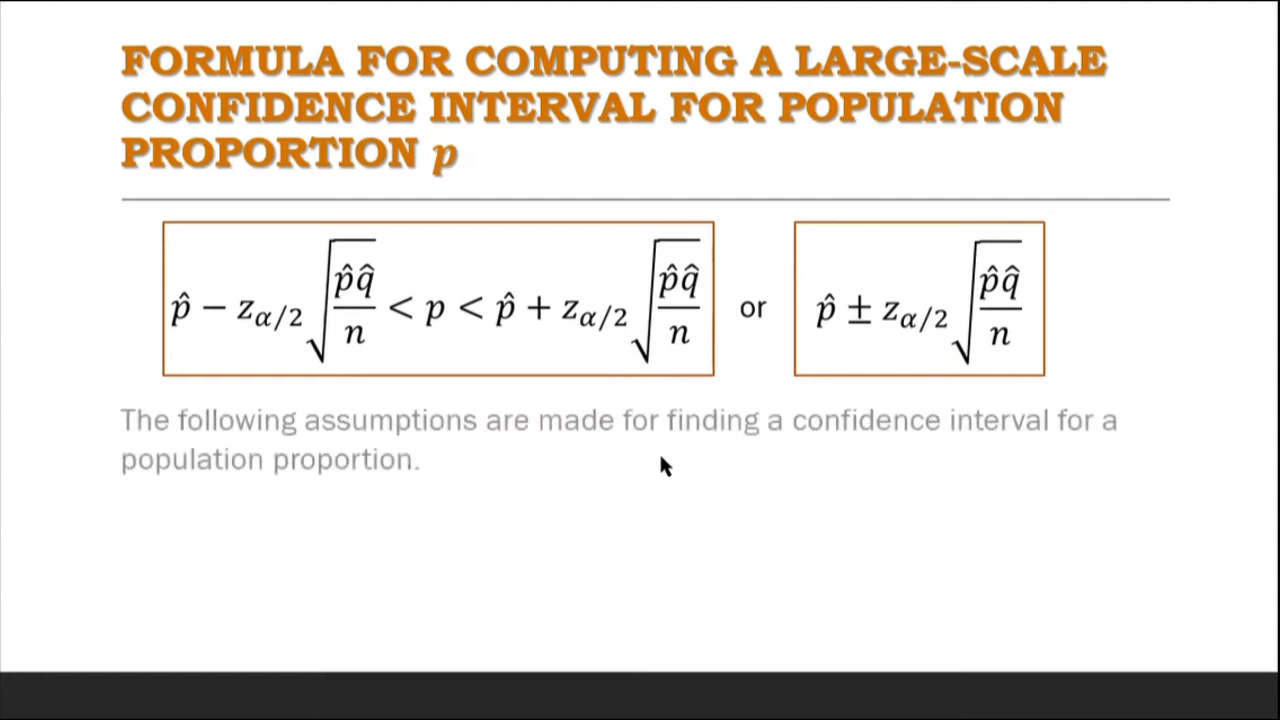 FORMULA FOR COMPUTING A LARGE-SCALE
CONFIDENCE INTERVAL FOR POPULATION
PROPORTION p
p̂ − z_{α/2} √(p̂q̂/n) < p < p̂ + z_{α/2} √(p̂q̂/n) or p̂ ± z_{α/2} √(p̂q̂/n)
The following assumptions are made for finding a confidence interval for a
population proportion.